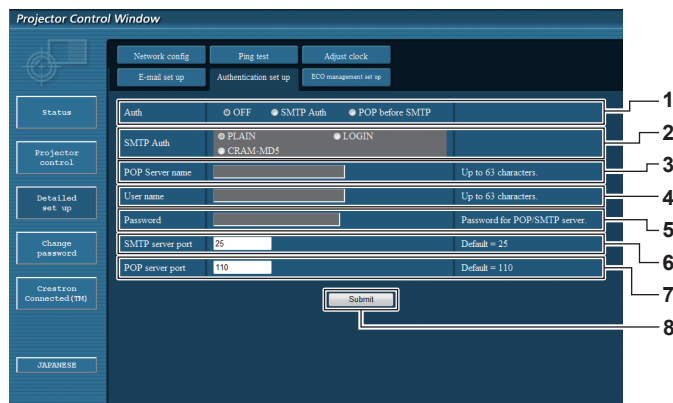 Projector Control Window
Network config Ping test Adjust clock
E-mail set up Authentication set up ECO management set up
Status
Projector control
Detailed set up
Change password
Crestron Connected(TM)
JAPANESE
Auth OFF SMTP Auth POP before SMTP 1
SMTP Auth PLAIN LOGIN 2
CRAM-MD5
POP Server name Up to 63 characters. 3
User name Up to 63 characters. 4
Password Password for POP/SMTP server. 5
SMTP server port 25 Default = 25 6
POP server port 110 Default = 110 7
Submit 8